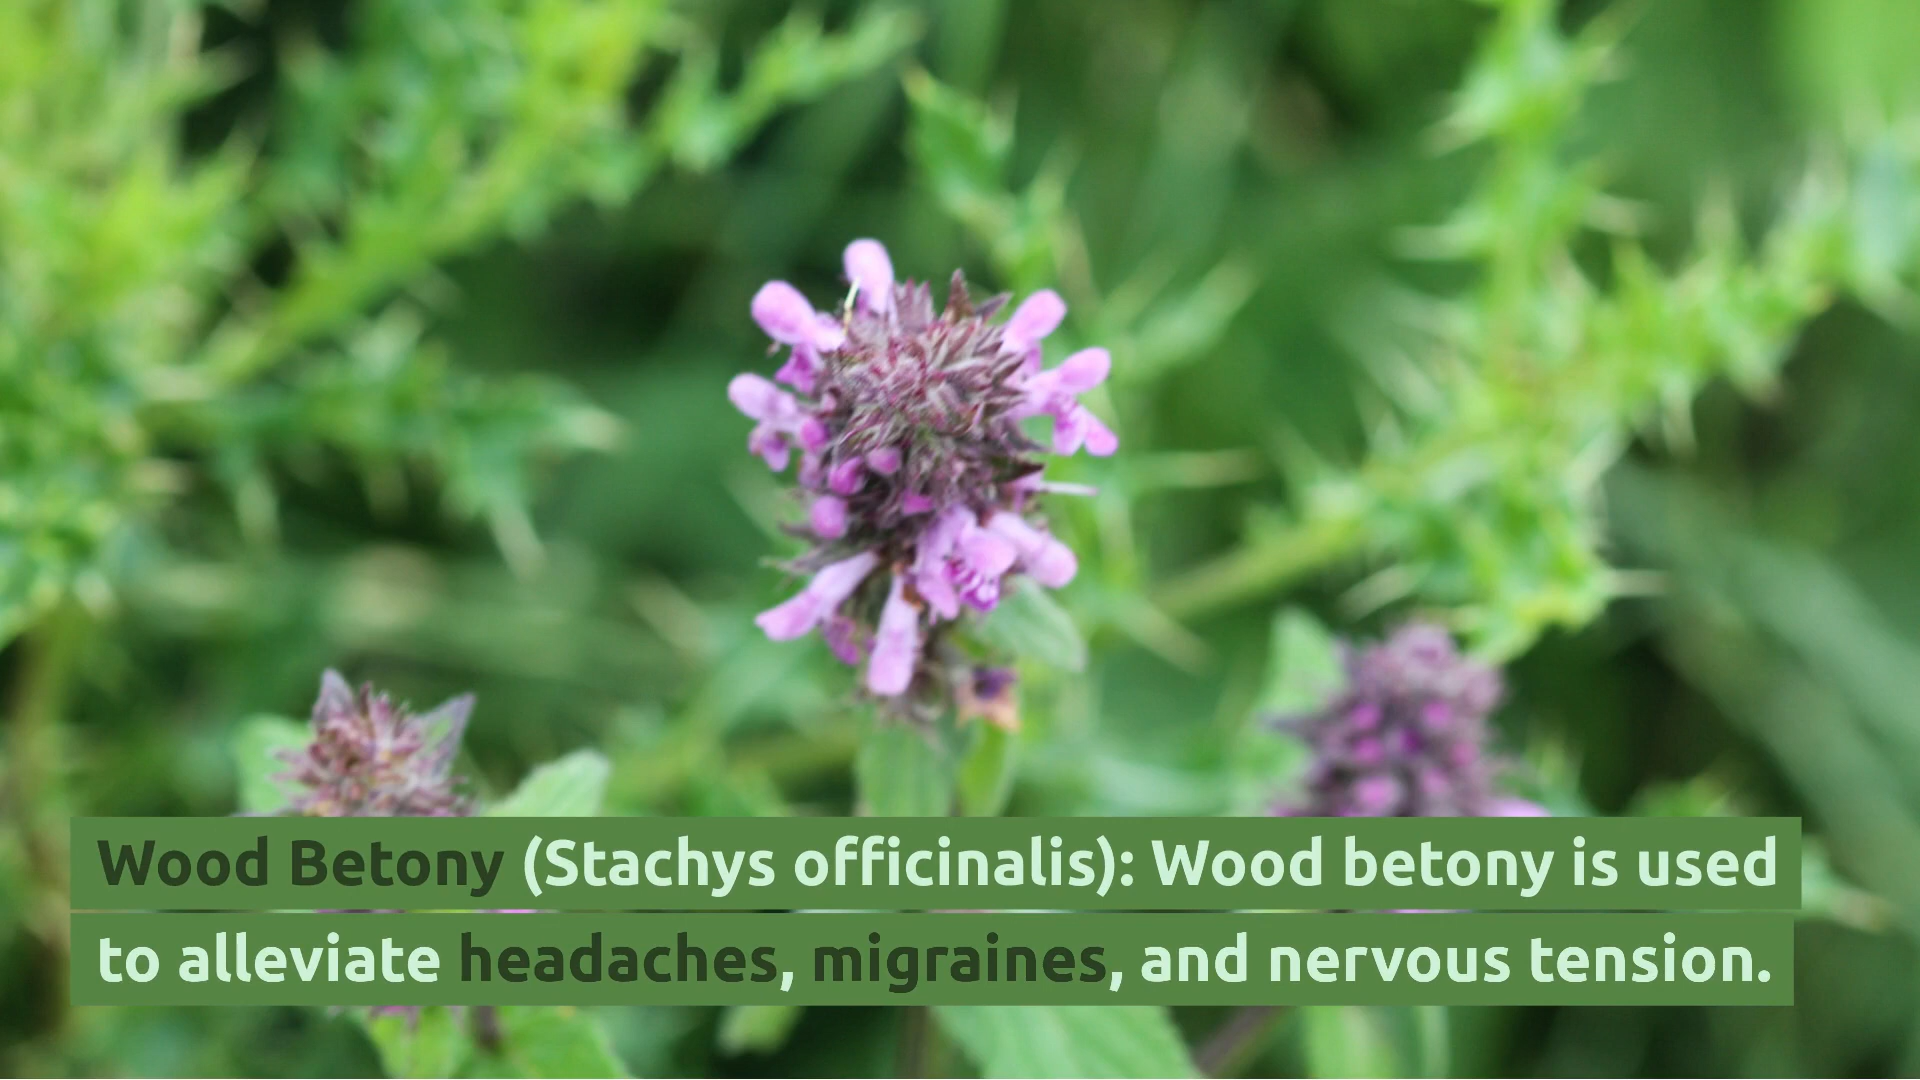 Wood Betony (Stachys officinalis): Wood betony is used
to alleviate headaches, migraines, and nervous tension.